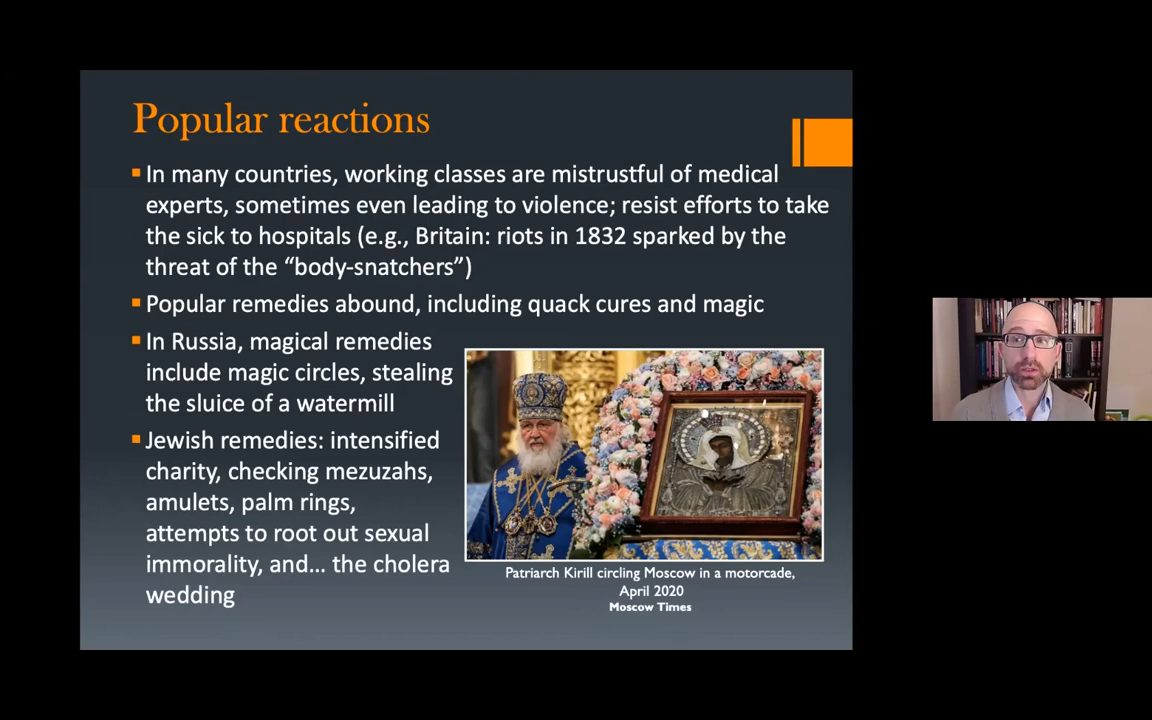 Popular reactions
▪In many countries, working classes are mistrustful of medical
experts, sometimes even leading to violence; resist efforts to take
the sick to hospitals (e.g., Britain: riots in 1832 sparked by the
threat of the “body-snatchers”)
▪Popular remedies abound, including quack cures and magic
▪In Russia, magical remedies
include magic circles, stealing
the sluice of a watermill
▪Jewish remedies: intensified
charity, checking mezuzahs,
amulets, palm rings,
attempts to root out sexual
immorality, and... the cholera
wedding
Patriarch Kirill circling Moscow in a motorcade,
April 2020
Moscow Times